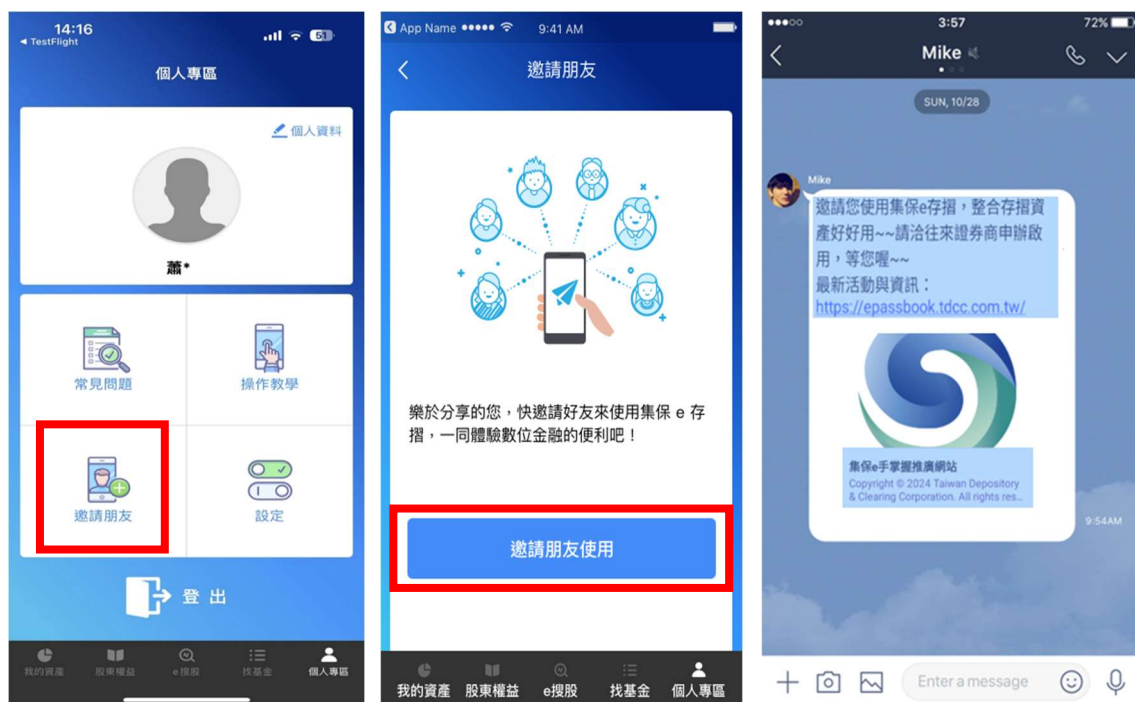 14:16
TestFlight
51
個人專區
個人資料
蕭*
常見問題
操作教學
邀請朋友
設定
登出
我的資產 股東權益 e搜股 找基金 個人專區
App Name 9:41 AM
邀請朋友
樂於分享的您，快邀請好友來使用集保 e 存
摺，一同體驗數位金融的便利吧！
邀請朋友使用
我的資產 股東權益 e搜股 找基金 個人專區
3:57 72%
Mike
SUN, 10/28
Mike
邀請您使用集保e存摺，整合存摺資
產好好用~~請洽往來證券商申辦啟
用，等您喔~~
最新活動與資訊：
https://epassbook.tdcc.com.tw/
集保e手掌握推廣網站
Copyright © 2024 Taiwan Depository
& Clearing Corporation. All rights res...
9:54AM
Enter a message